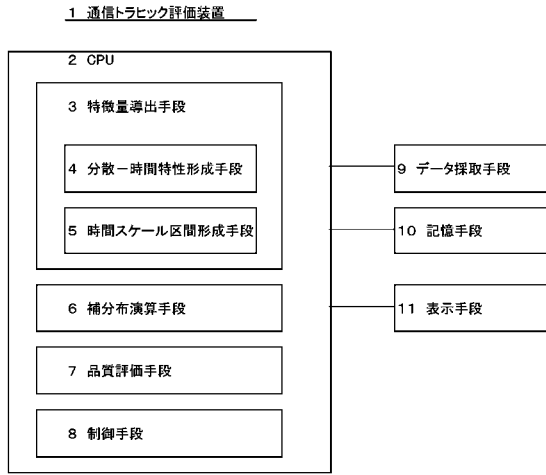 1 通信トラヒック評価装置
2 CPU
3 特徴量導出手段
4 分散－時間特性形成手段
5 時間スケール区間形成手段
6 補分布演算手段
7 品質評価手段
8 制御手段
9 データ採取手段
10 記憶手段
11 表示手段